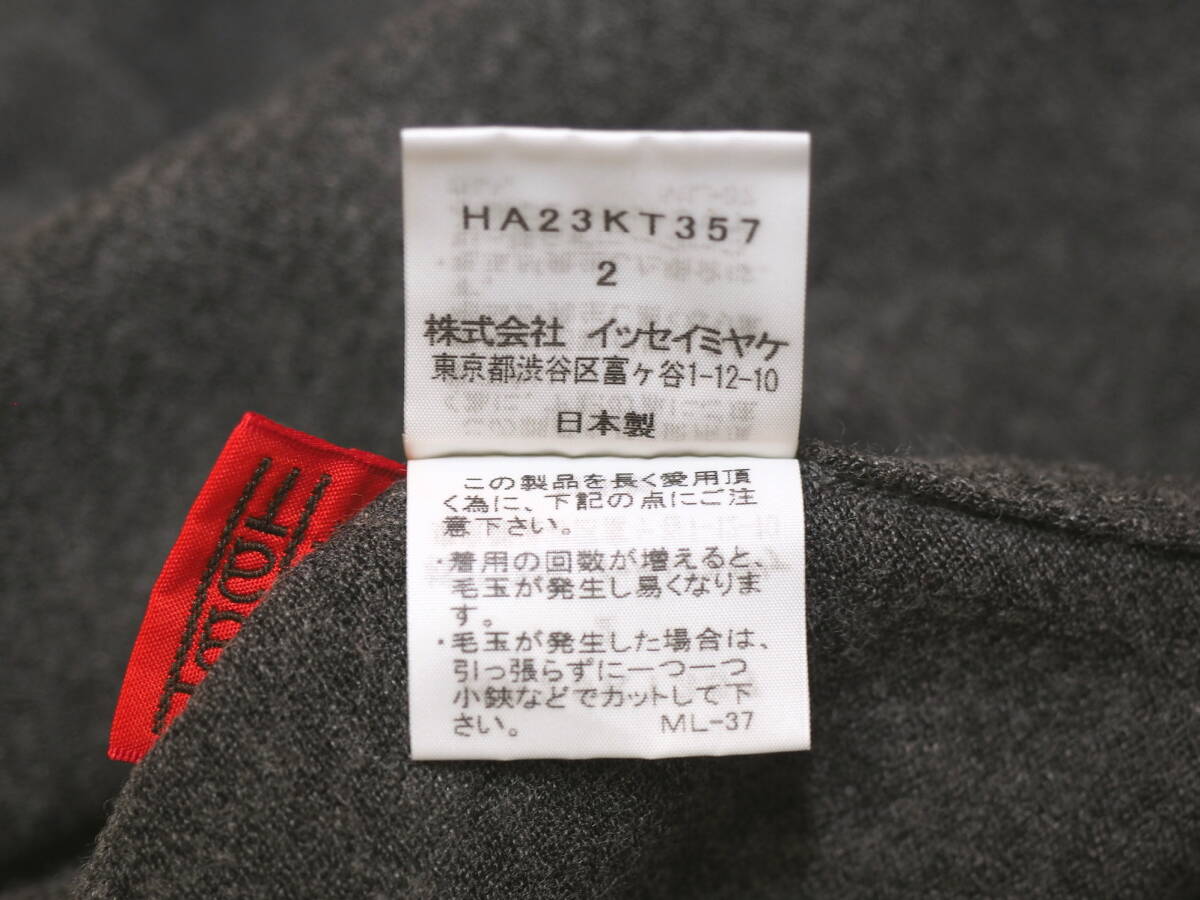 HA23KT357
2
株式会社 イッセイミヤケ
東京都渋谷区富ヶ谷1-12-10
日本製
この製品を長く愛用頂
く為に、下記の点にご注
意下さい。
・着用の回数が増えると、
毛玉が発生し易くなりま
す。
・毛玉が発生した場合は、
引っ張らずに一つ一つ
小鋏などでカットして下
さい。 ML-37